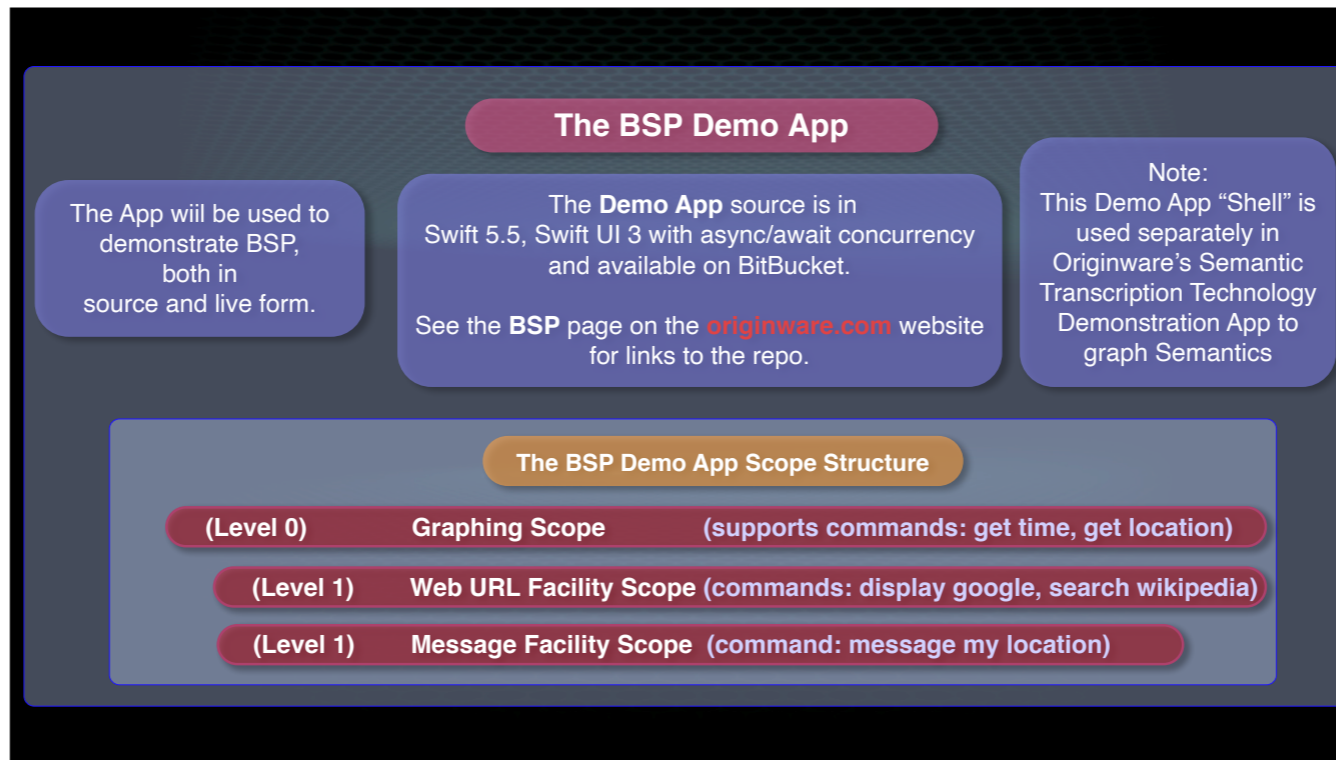 The BSP Demo App
The App wiil be used to
demonstrate BSP,
both in
source and live form.
The Demo App source is in
Swift 5.5, Swift UI 3 with async/await concurrency
and available on BitBucket.
See the BSP page on the originware.com website
for links to the repo.
Note:
This Demo App “Shell” is
used separately in
Originware’s Semantic
Transcription Technology
Demonstration App to
graph Semantics
The BSP Demo App Scope Structure
(Level 0) Graphing Scope (supports commands: get time, get location)
(Level 1) Web URL Facility Scope (commands: display google, search wikipedia)
(Level 1) Message Facility Scope (command: message my location)